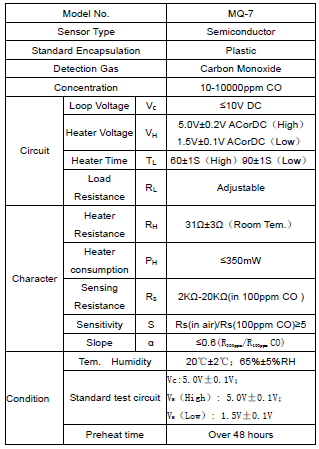 Model No. MQ-7
Sensor Type Semiconductor
Standard Encapsulation Plastic
Detection Gas Carbon Monoxide
Concentration 10-10000ppm CO
Circuit
Loop Voltage Vc ≤10V DC
Heater Voltage VH 5.0V±0.2V ACorDC（High）
1.5V±0.1V ACorDC（Low）
Heater Time TL 60±1S（High）90±1S（Low）
Load
Resistance RL Adjustable
Character
Heater
Resistance RH 31Ω±3Ω（Room Tem.）
Heater
consumption PH ≤350mW
Sensing
Resistance Rs 2KΩ-20KΩ(in 100ppm CO )
Sensitivity S Rs(in air)/Rs(100ppm CO)≥5
Slope α ≤0.6(R300ppm/R100ppm CO)
Condition
Tem. Humidity 20℃±2℃；65%±5%RH
Standard test circuit Vc:5.0V±0.1V；
VH（High）: 5.0V±0.1V；
VH（Low）: 1.5V±0.1V
Preheat time Over 48 hours